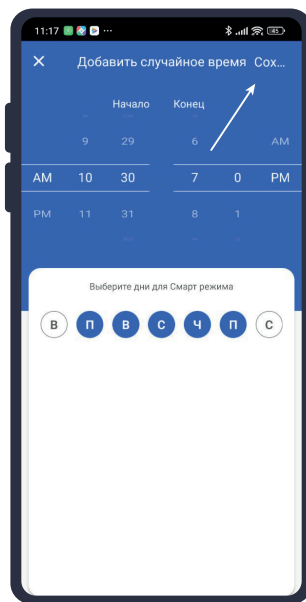 11:17 ... 45
Добавить случайное время Сох...
Начало Конец
9 29 6 AM
AM 10 30 7 0 PM
PM 11 31 8 1
Выберите дни для Смарт режима
В П В С Ч П С